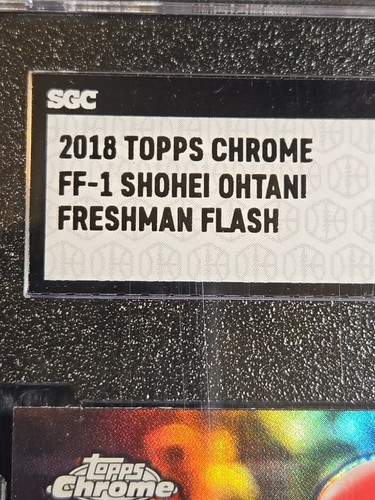 SGC
2018 TOPPS CHROME
FF-1 SHOHEI OHTANI
FRESHMAN FLASH
topps
Chrome